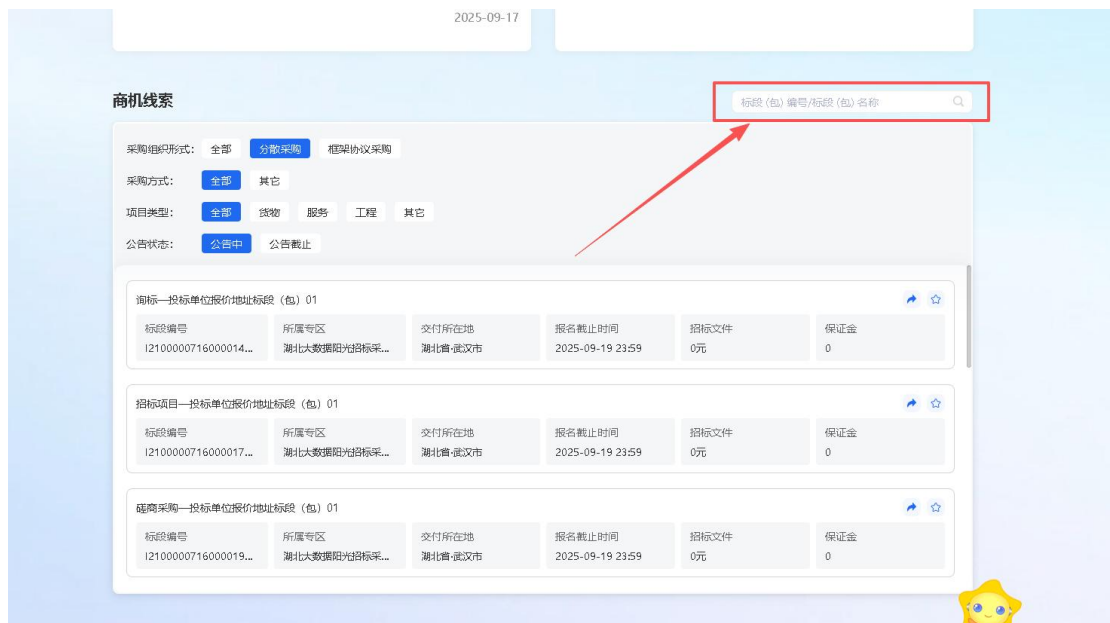 2025-09-17
商机线索
标段(包)编号/标段(包)名称
采购组织形式: 全部 分散采购 框架协议采购
采购方式: 全部 其它
项目类型: 全部 货物 服务 工程 其它
公告状态: 公告中 公告截止
询标—投标单位报价地址标段（包）01
标段编号 所属专区 交付所在地 报名截止时间 招标文件 保证金
I2100000716000014... 湖北大数据阳光招标采... 湖北省-武汉市 2025-09-19 23:59 0元 0
招标项目—投标单位报价地址标段（包）01
标段编号 所属专区 交付所在地 报名截止时间 招标文件 保证金
I2100000716000017... 湖北大数据阳光招标采... 湖北省-武汉市 2025-09-19 23:59 0元 0
磋商采购—投标单位报价地址标段（包）01
标段编号 所属专区 交付所在地 报名截止时间 招标文件 保证金
I2100000716000019... 湖北大数据阳光招标采... 湖北省-武汉市 2025-09-19 23:59 0元 0